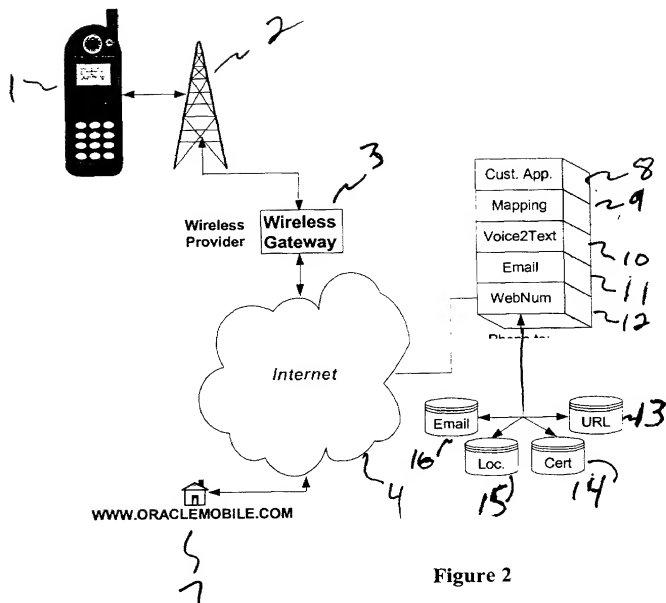 1
2
3
Wireless
Provider
Wireless
Gateway
Cust. App.
8
Mapping
9
Voice2Text
10
Email
11
WebNum
12
Internet
Email
URL
13
16
Loc.
Cert
15
14
4
WWW.ORACLEMOBILE.COM
7
Figure 2